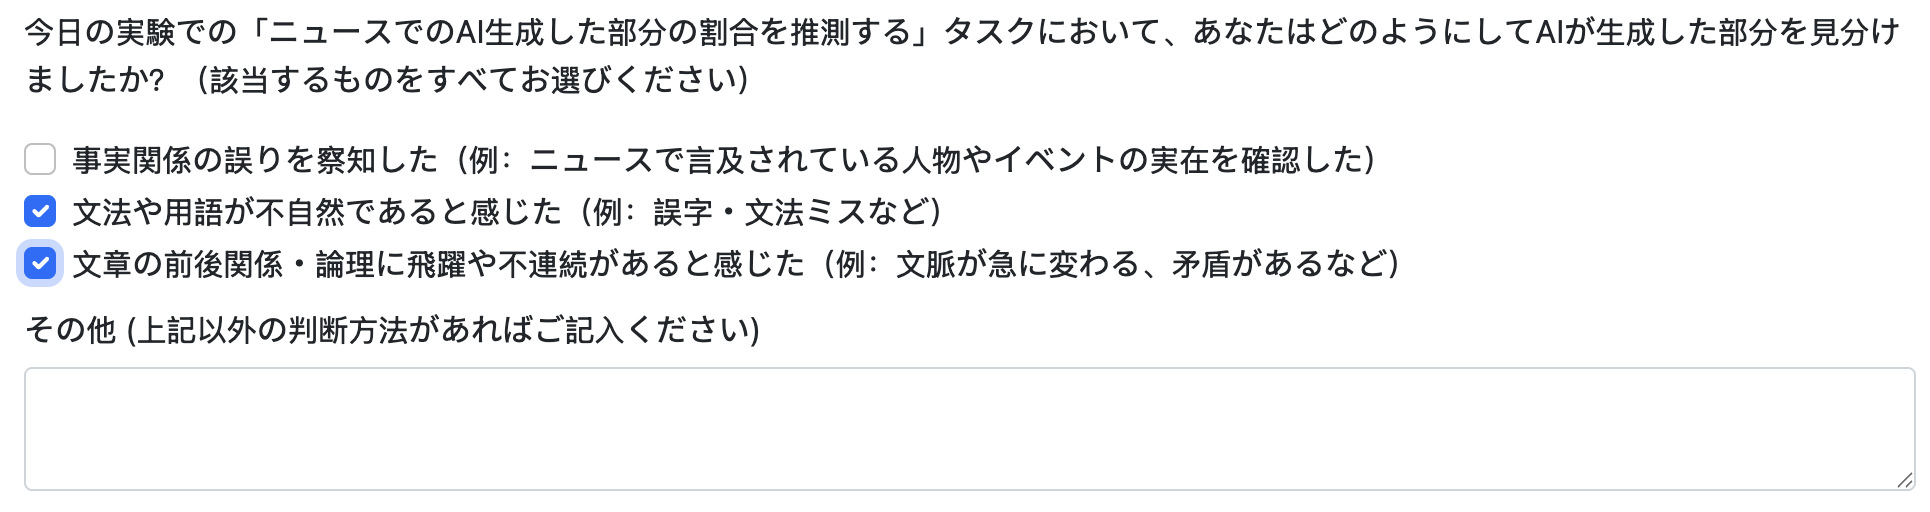 今日の実験での「ニュースでのAI生成した部分の割合を推測する」タスクにおいて、あなたはどのようにしてAIが生成した部分を見分け
ましたか? （該当するものをすべてお選びください）
事実関係の誤りを察知した（例：ニュースで言及されている人物やイベントの実在を確認した）
文法や用語が不自然であると感じた（例：誤字・文法ミスなど）
文章の前後関係・論理に飛躍や不連続があると感じた（例：文脈が急に変わる、矛盾があるなど）
その他 (上記以外の判断方法があればご記入ください)